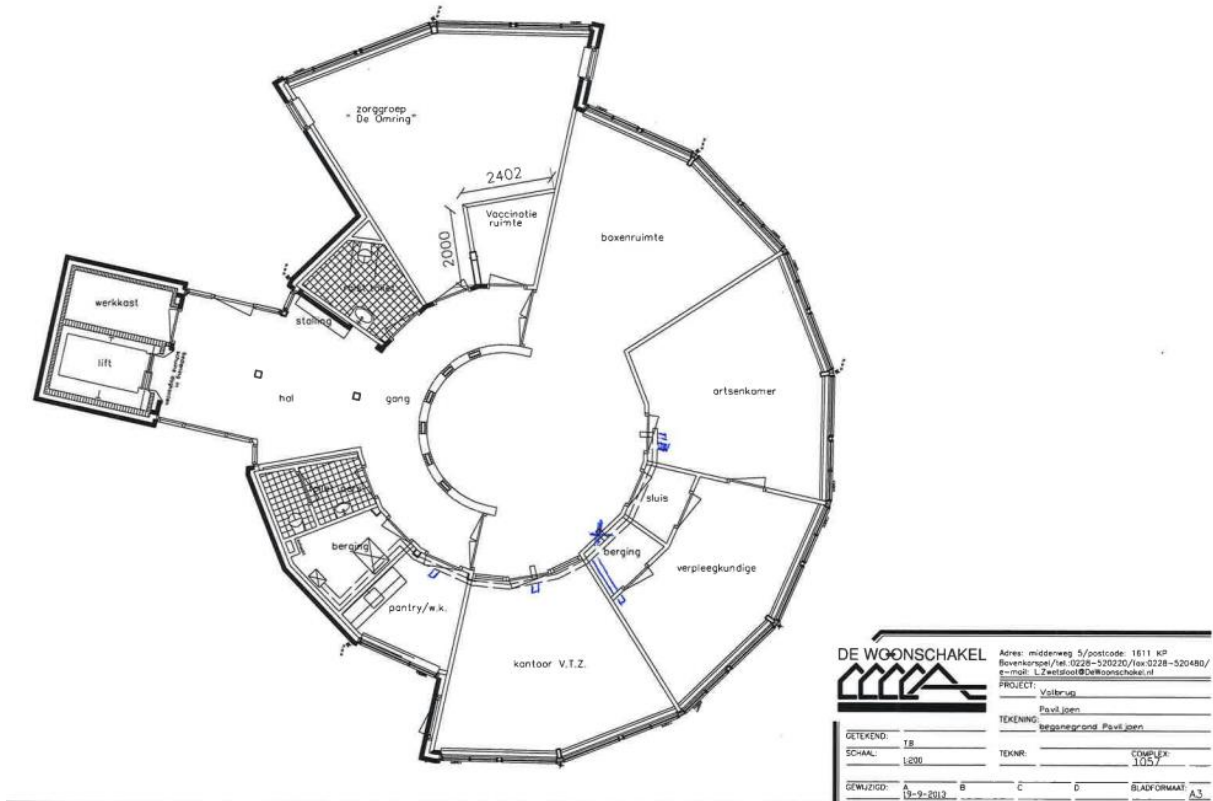 zorggroep
" De Omring"
2402
Vaccinatie
ruimte
2000
boxenruimte
werkkast
stalling
lift
hal
gang
artsenkamer
sluis
berging
berging
verpleegkundige
pantry/w.k.
kantoor V.T.Z.
DE WOONSCHAKEL
Adres: middenweg 5/postcode: 1611 KP
Bovenkarspel/tel.:0228-520220/fax:0228-520480/
e-mail: L.Zwetsloot@DeWoonschakel.nl
PROJECT: Valbrug
Paviljoen
TEKENING: beganegrond Paviljoen
GETEKEND: TB
SCHAAL: 1:200
TEKNR: COMPLEX: 1057
GEWIJZIGD: A 19-9-2013 B C D BLADFORMAAT: A3